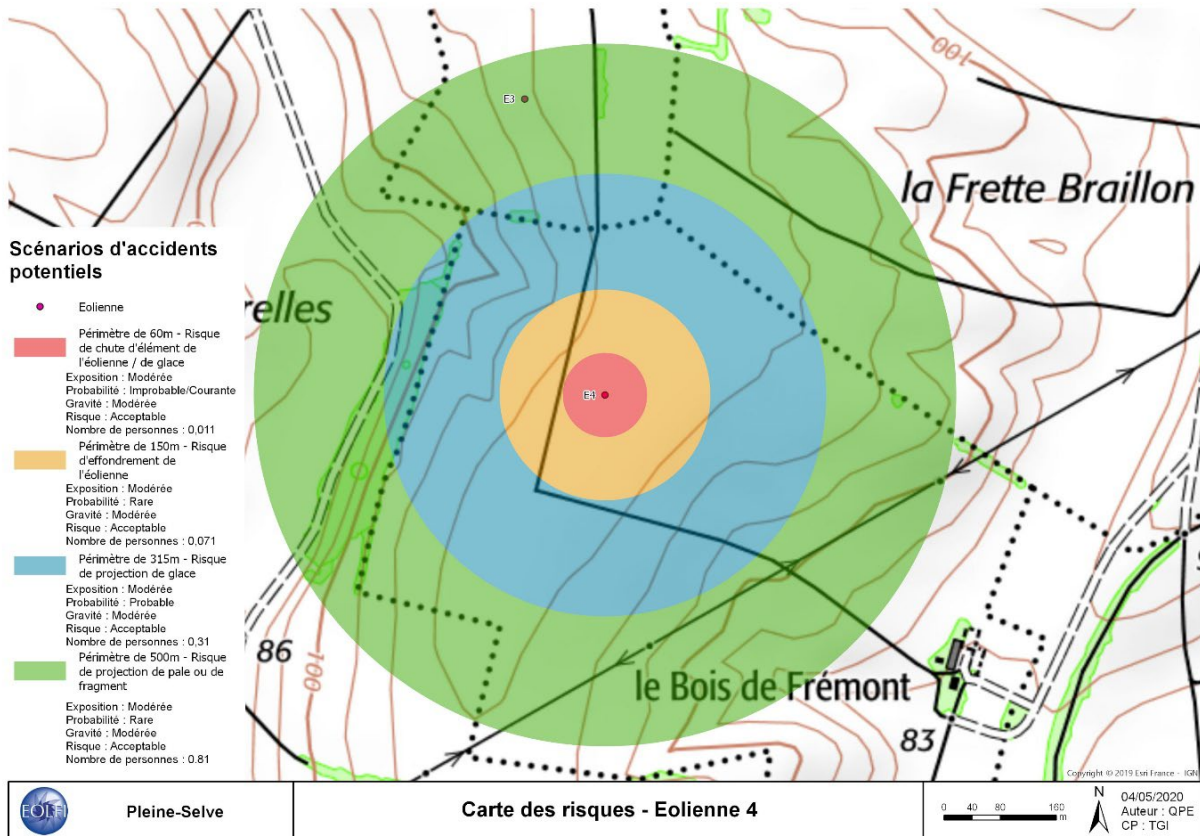 100
E3
la Frette Braillon
Scénarios d'accidents
potentiels
Eolienne
relles
Périmètre de 60m - Risque
de chute d'élément de
l'éolienne / de glace
Exposition : Modérée
Probabilité : Improbable/Courante
Gravité : Modérée
Risque : Acceptable
Nombre de personnes : 0,011
E4
Périmètre de 150m - Risque
d'effondrement de
l'éolienne
Exposition : Modérée
Probabilité : Rare
Gravité : Modérée
Risque : Acceptable
Nombre de personnes : 0,071
Périmètre de 315m - Risque
de projection de glace
Exposition : Modérée
Probabilité : Probable
Gravité : Modérée
Risque : Acceptable
Nombre de personnes : 0,31
Périmètre de 500m - Risque
de projection de pale ou de
fragment
Exposition : Modérée
Probabilité : Rare
Gravité : Modérée
Risque : Acceptable
Nombre de personnes : 0.81
86
100
le Bois de Frémont
83
Copyright © 2019 Esri France - IGN
EOLFI
Pleine-Selve
Carte des risques - Eolienne 4
0 40 80 160
m
N
04/05/2020
Auteur : QPE
CP : TGI